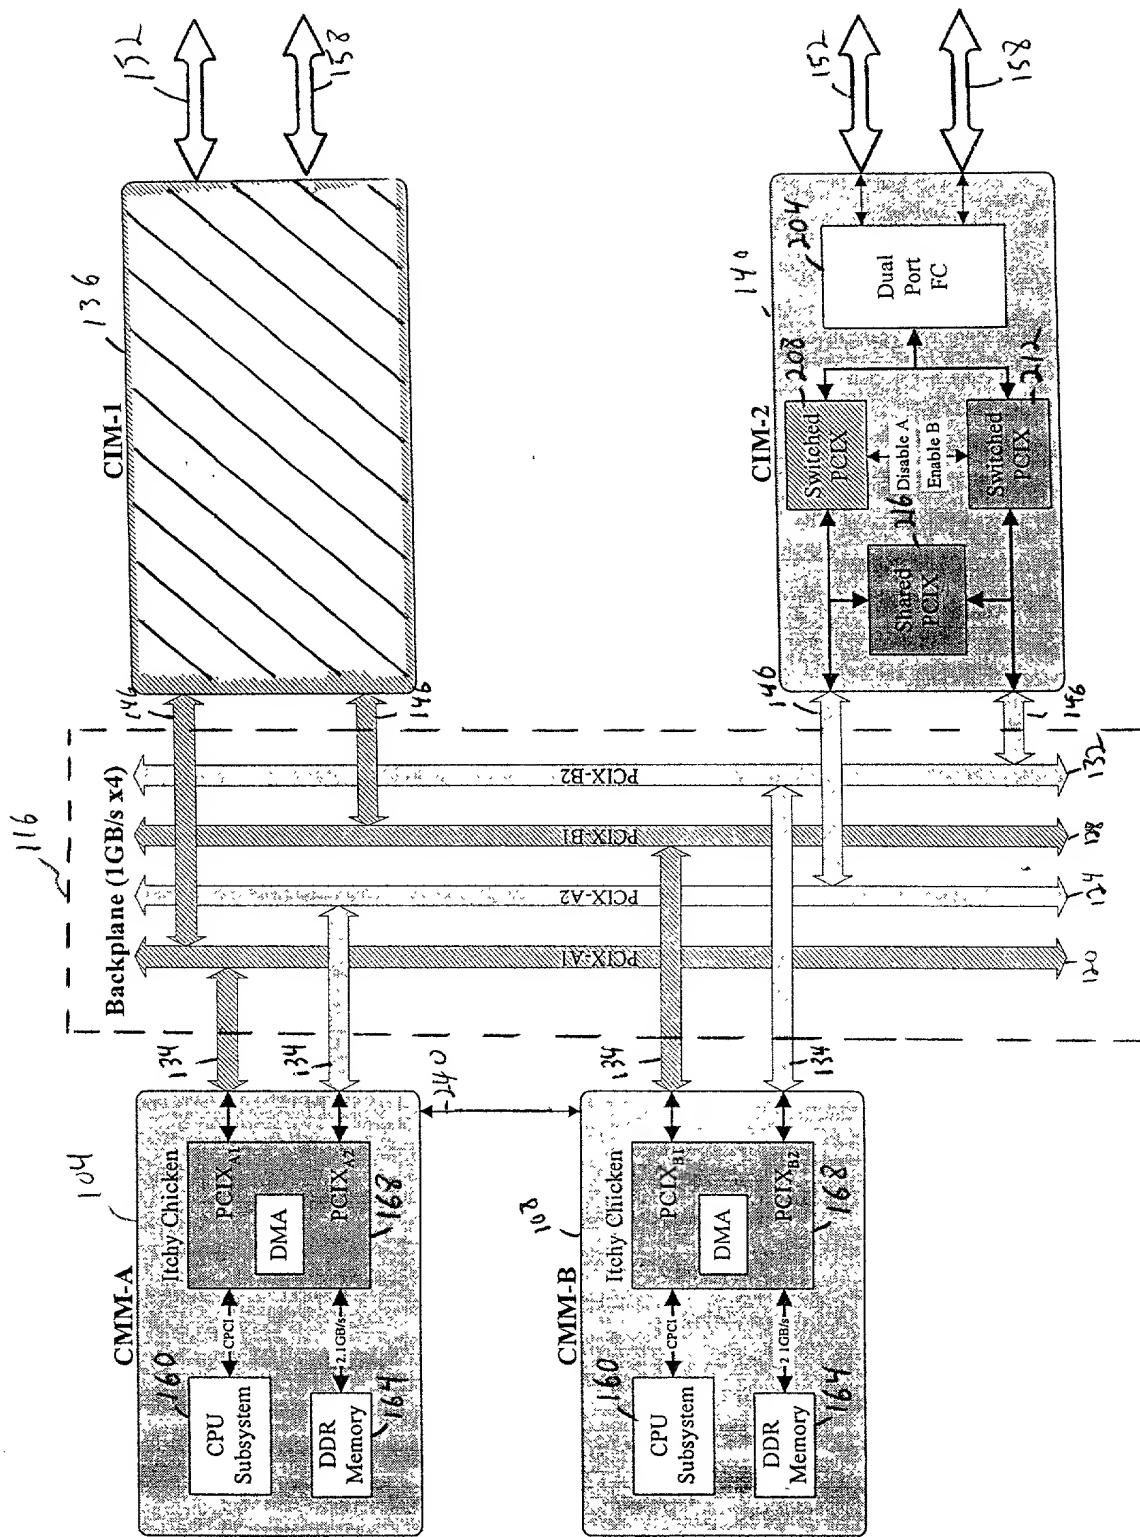 116
Backplane (1GB/s x4)
104
CMM-A
160
CPU
Subsystem
CPCI
Itchy Chicken
PCIX A1
DMA
PCIX A2
168
DDR
Memory
164
2.1GB/s
134
134
240
108
CMM-B
160
CPU
Subsystem
CPCI
Itchy Chicken
PCIX B1
DMA
PCIX B2
168
DDR
Memory
164
2 1GB/s
134
134
PCIX-A1
PCIX-A2
PCIX-B1
PCIX-B2
120
124
128
132
146
146
136
CIM-1
152
158
146
146
140
CIM-2
208
Switched
PCIX
216
Shared
PCIX
Disable A
Enable B
212
Switched
PCIX
204
Dual
Port
FC
152
158